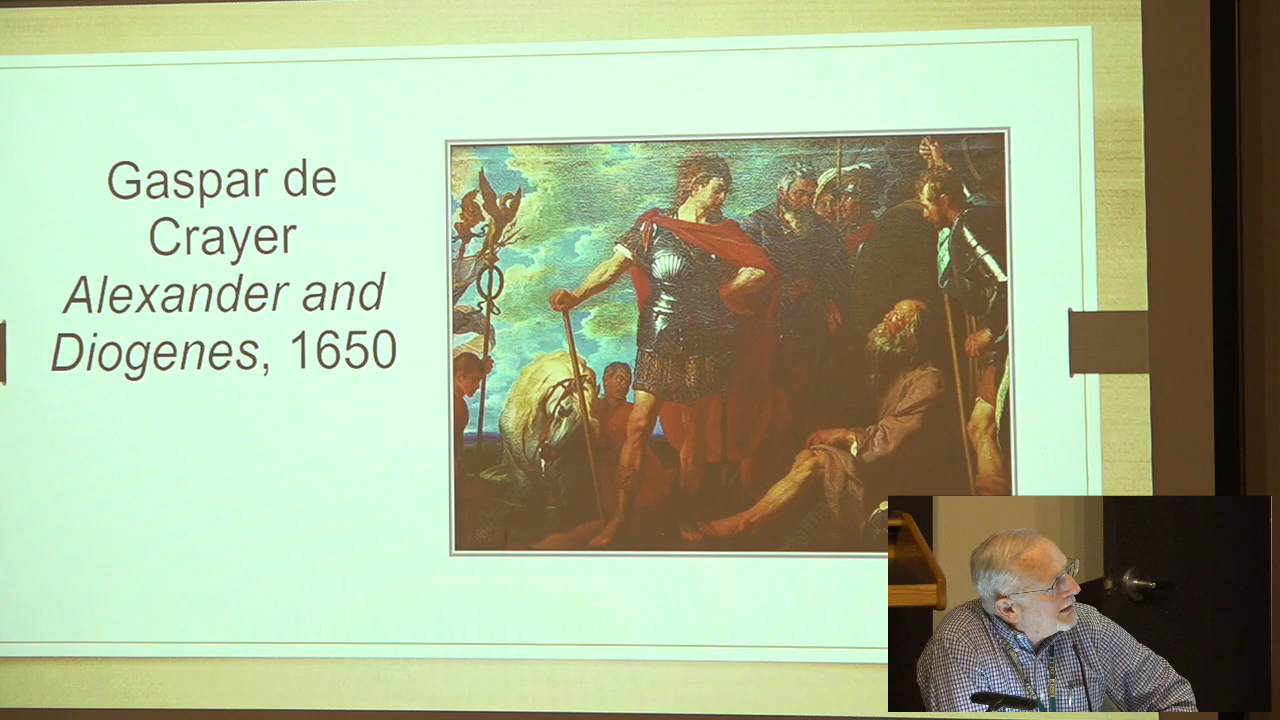 Gaspar de
Crayer
Alexander and
Diogenes, 1650